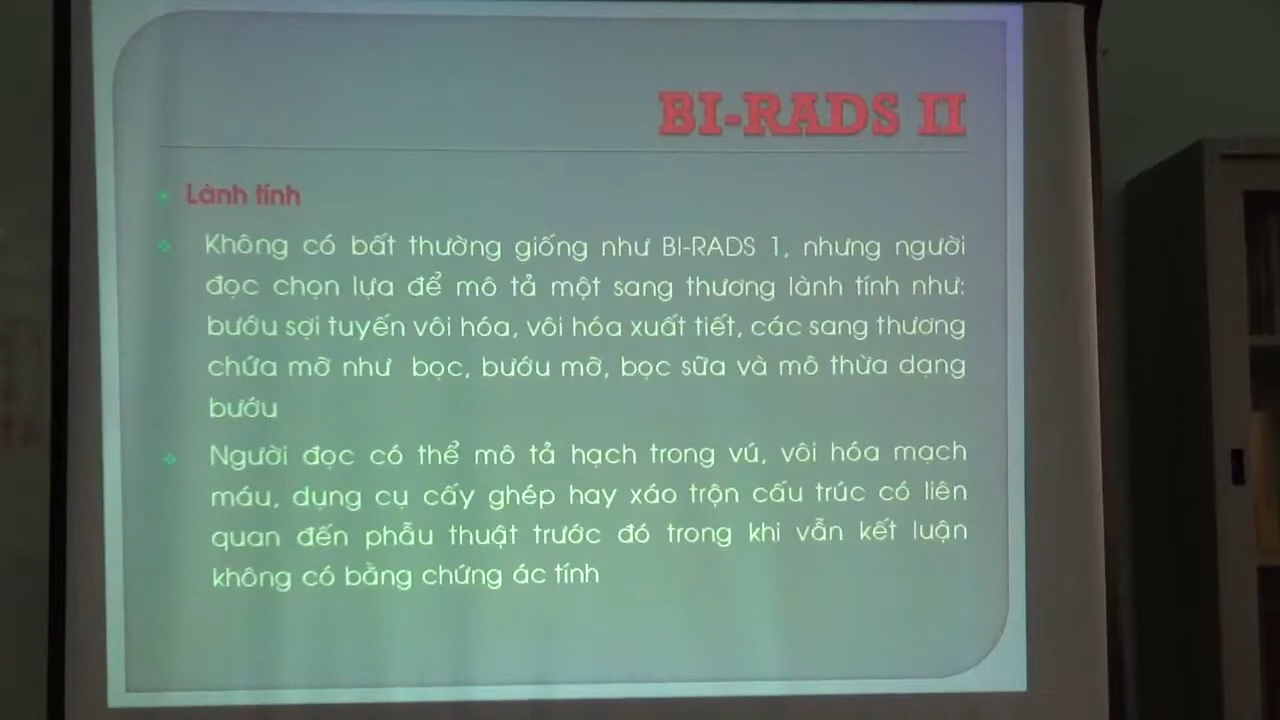 BI-RADS II
Lành tính
Không có bất thường giống như BI-RADS 1, nhưng người
đọc chọn lựa để mô tả một sang thương lành tính như:
bướu sợi tuyến vôi hóa, vôi hóa xuất tiết, các sang thương
chứa mỡ như bọc, bướu mỡ, bọc sữa và mô thừa dạng
bướu
Người đọc có thể mô tả hạch trong vú, vôi hóa mạch
máu, dụng cụ cấy ghép hay xáo trộn cấu trúc có liên
quan đến phẫu thuật trước đó trong khi vẫn kết luận
không có bằng chứng ác tính